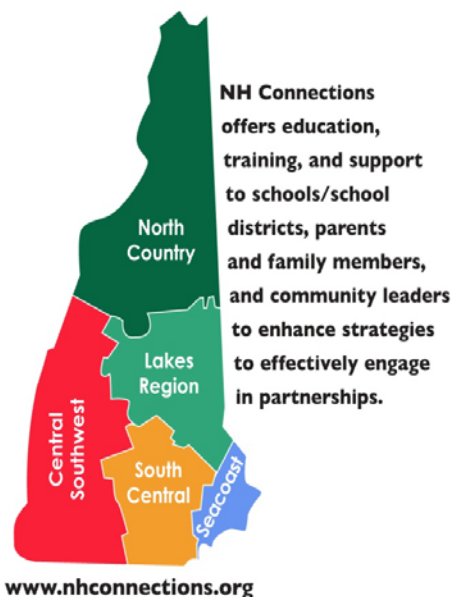 NH Connections
offers education,
training, and support
to schools/school
districts, parents
and family members,
and community leaders
to enhance strategies
to effectively engage
in partnerships.
North
Country
Lakes
Region
Central
Southwest
South
Central
Seacoast
www.nhconnections.org